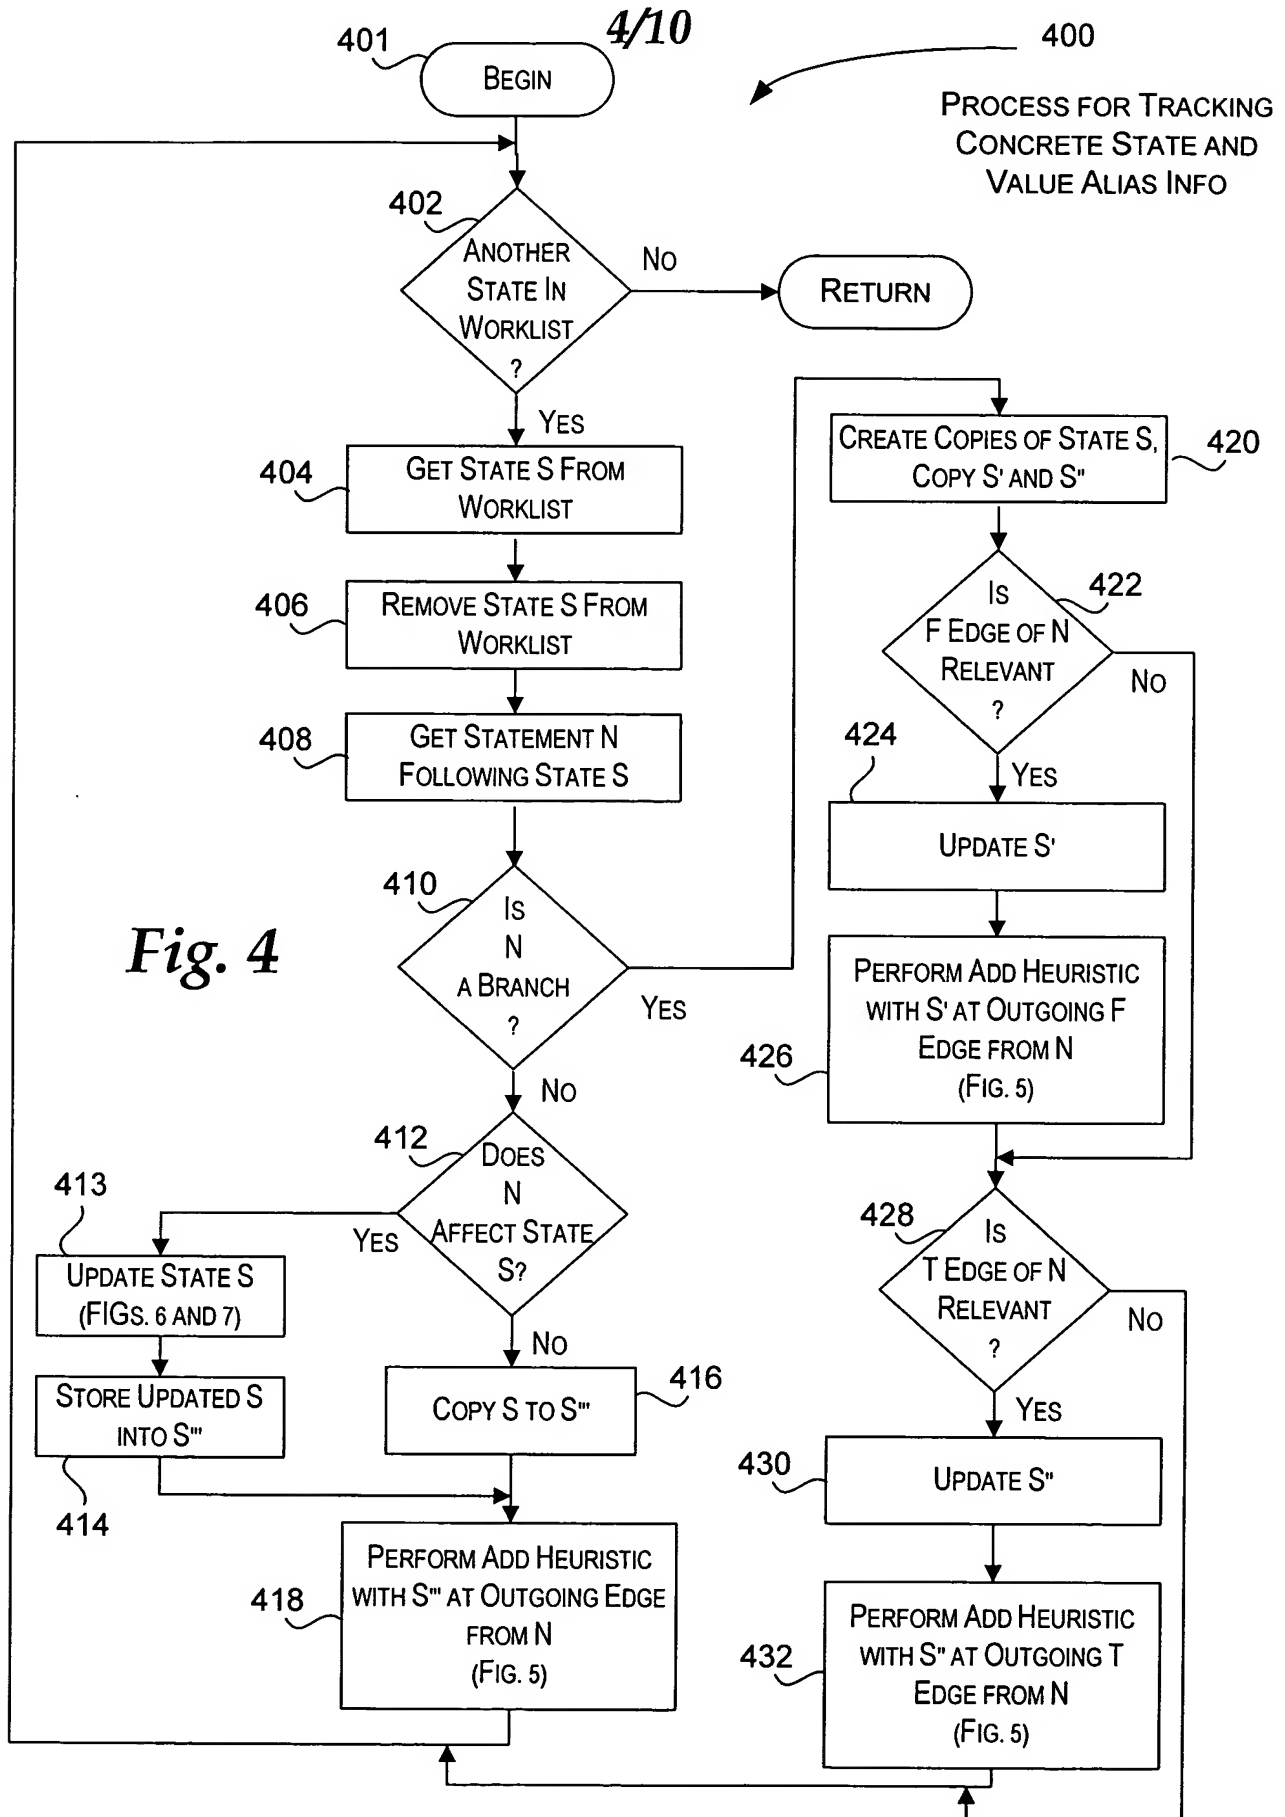 4/10
401
BEGIN
400
PROCESS FOR TRACKING
CONCRETE STATE AND
VALUE ALIAS INFO
402
ANOTHER
STATE IN
WORKLIST
?
NO
RETURN
YES
404
GET STATE S FROM
WORKLIST
406
REMOVE STATE S FROM
WORKLIST
408
GET STATEMENT N
FOLLOWING STATE S
410
IS
N
A BRANCH
?
YES
NO
Fig. 4
412
DOES
N
AFFECT STATE
S?
YES
NO
413
UPDATE STATE S
(FIGS. 6 AND 7)
STORE UPDATED S
INTO S'''
414
COPY S TO S'''
416
418
PERFORM ADD HEURISTIC
WITH S''' AT OUTGOING EDGE
FROM N
(FIG. 5)
CREATE COPIES OF STATE S,
COPY S' AND S''
420
IS
F EDGE OF N
RELEVANT
?
422
NO
YES
424
UPDATE S'
PERFORM ADD HEURISTIC
WITH S' AT OUTGOING F
EDGE FROM N
(FIG. 5)
426
428
IS
T EDGE OF N
RELEVANT
?
NO
YES
430
UPDATE S''
432
PERFORM ADD HEURISTIC
WITH S'' AT OUTGOING T
EDGE FROM N
(FIG. 5)